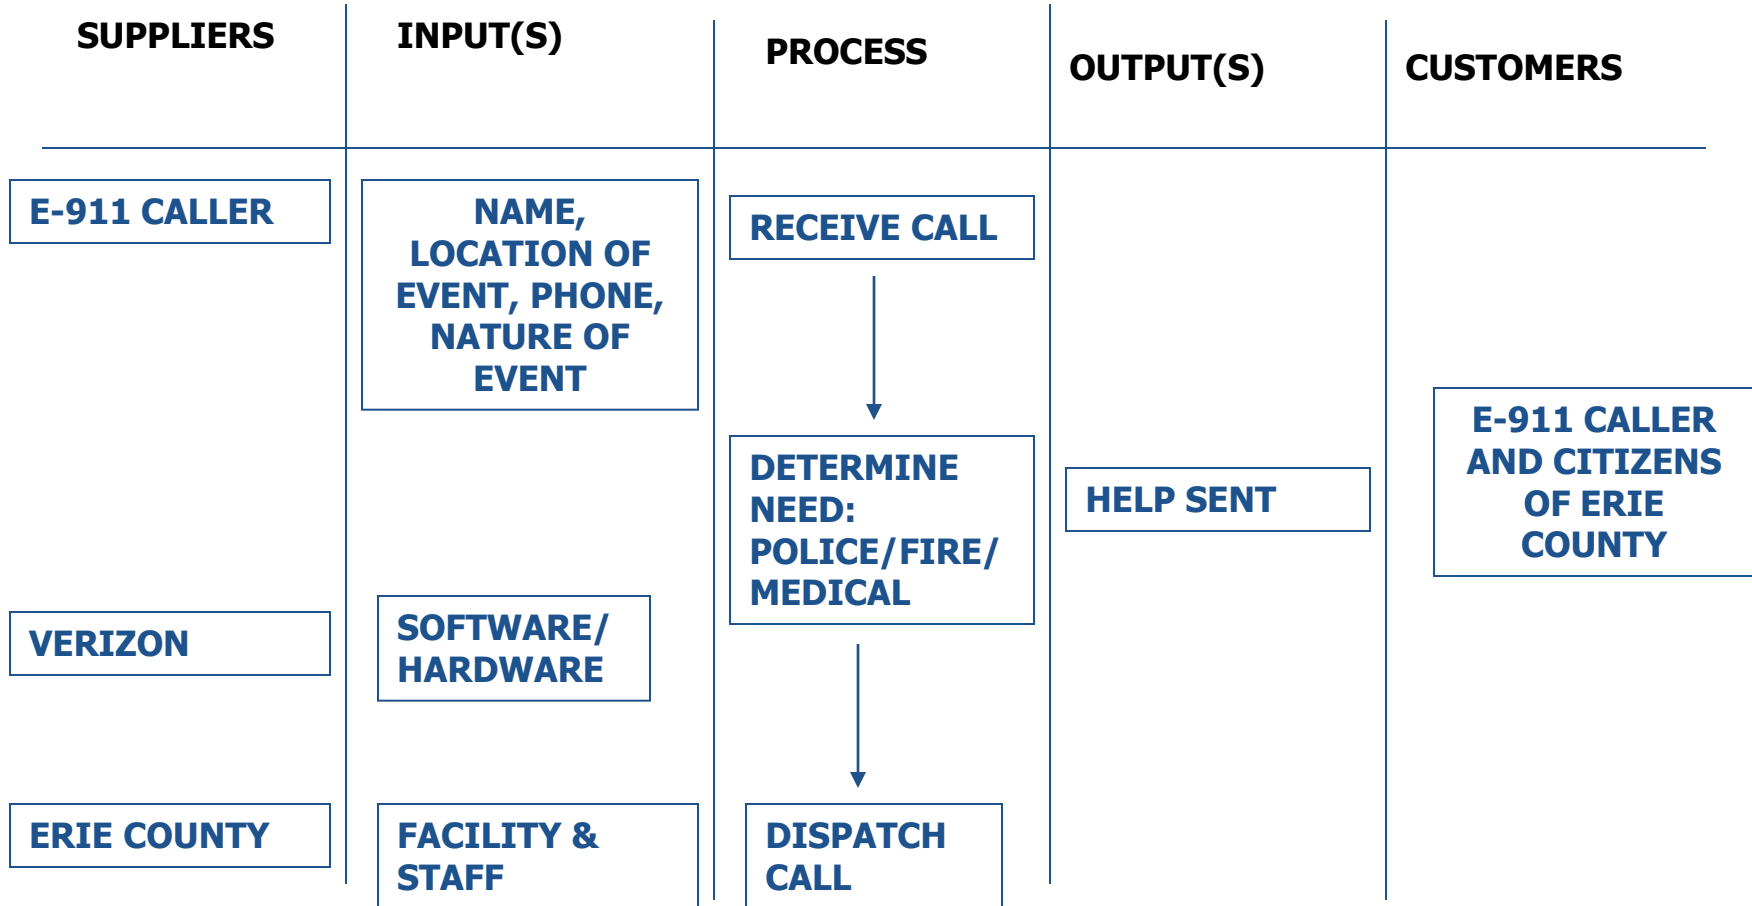 SUPPLIERS
INPUT(S)
PROCESS
OUTPUT(S)
CUSTOMERS
E-911 CALLER
NAME,
LOCATION OF
EVENT, PHONE,
NATURE OF
EVENT
RECEIVE CALL
DETERMINE
NEED:
POLICE/FIRE/
MEDICAL
HELP SENT
E-911 CALLER
AND CITIZENS
OF ERIE
COUNTY
VERIZON
SOFTWARE/
HARDWARE
ERIE COUNTY
FACILITY &
STAFF
DISPATCH
CALL